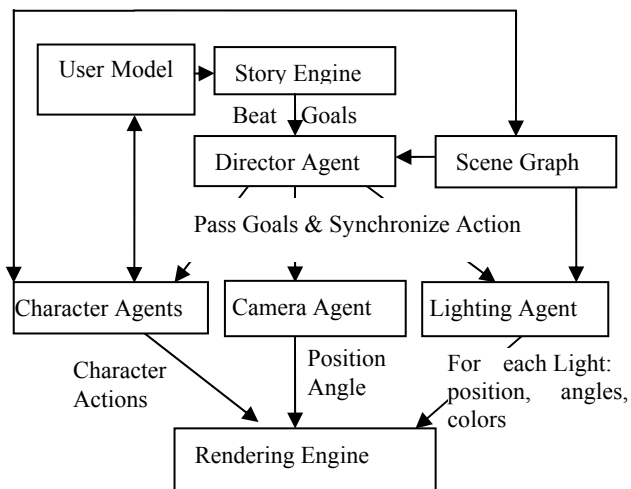 User Model
Story Engine
Beat Goals
Director Agent
Scene Graph
Pass Goals & Synchronize Action
Character Agents
Camera Agent
Lighting Agent
Character
Actions
Position
Angle
For each Light:
position, angles,
colors
Rendering Engine